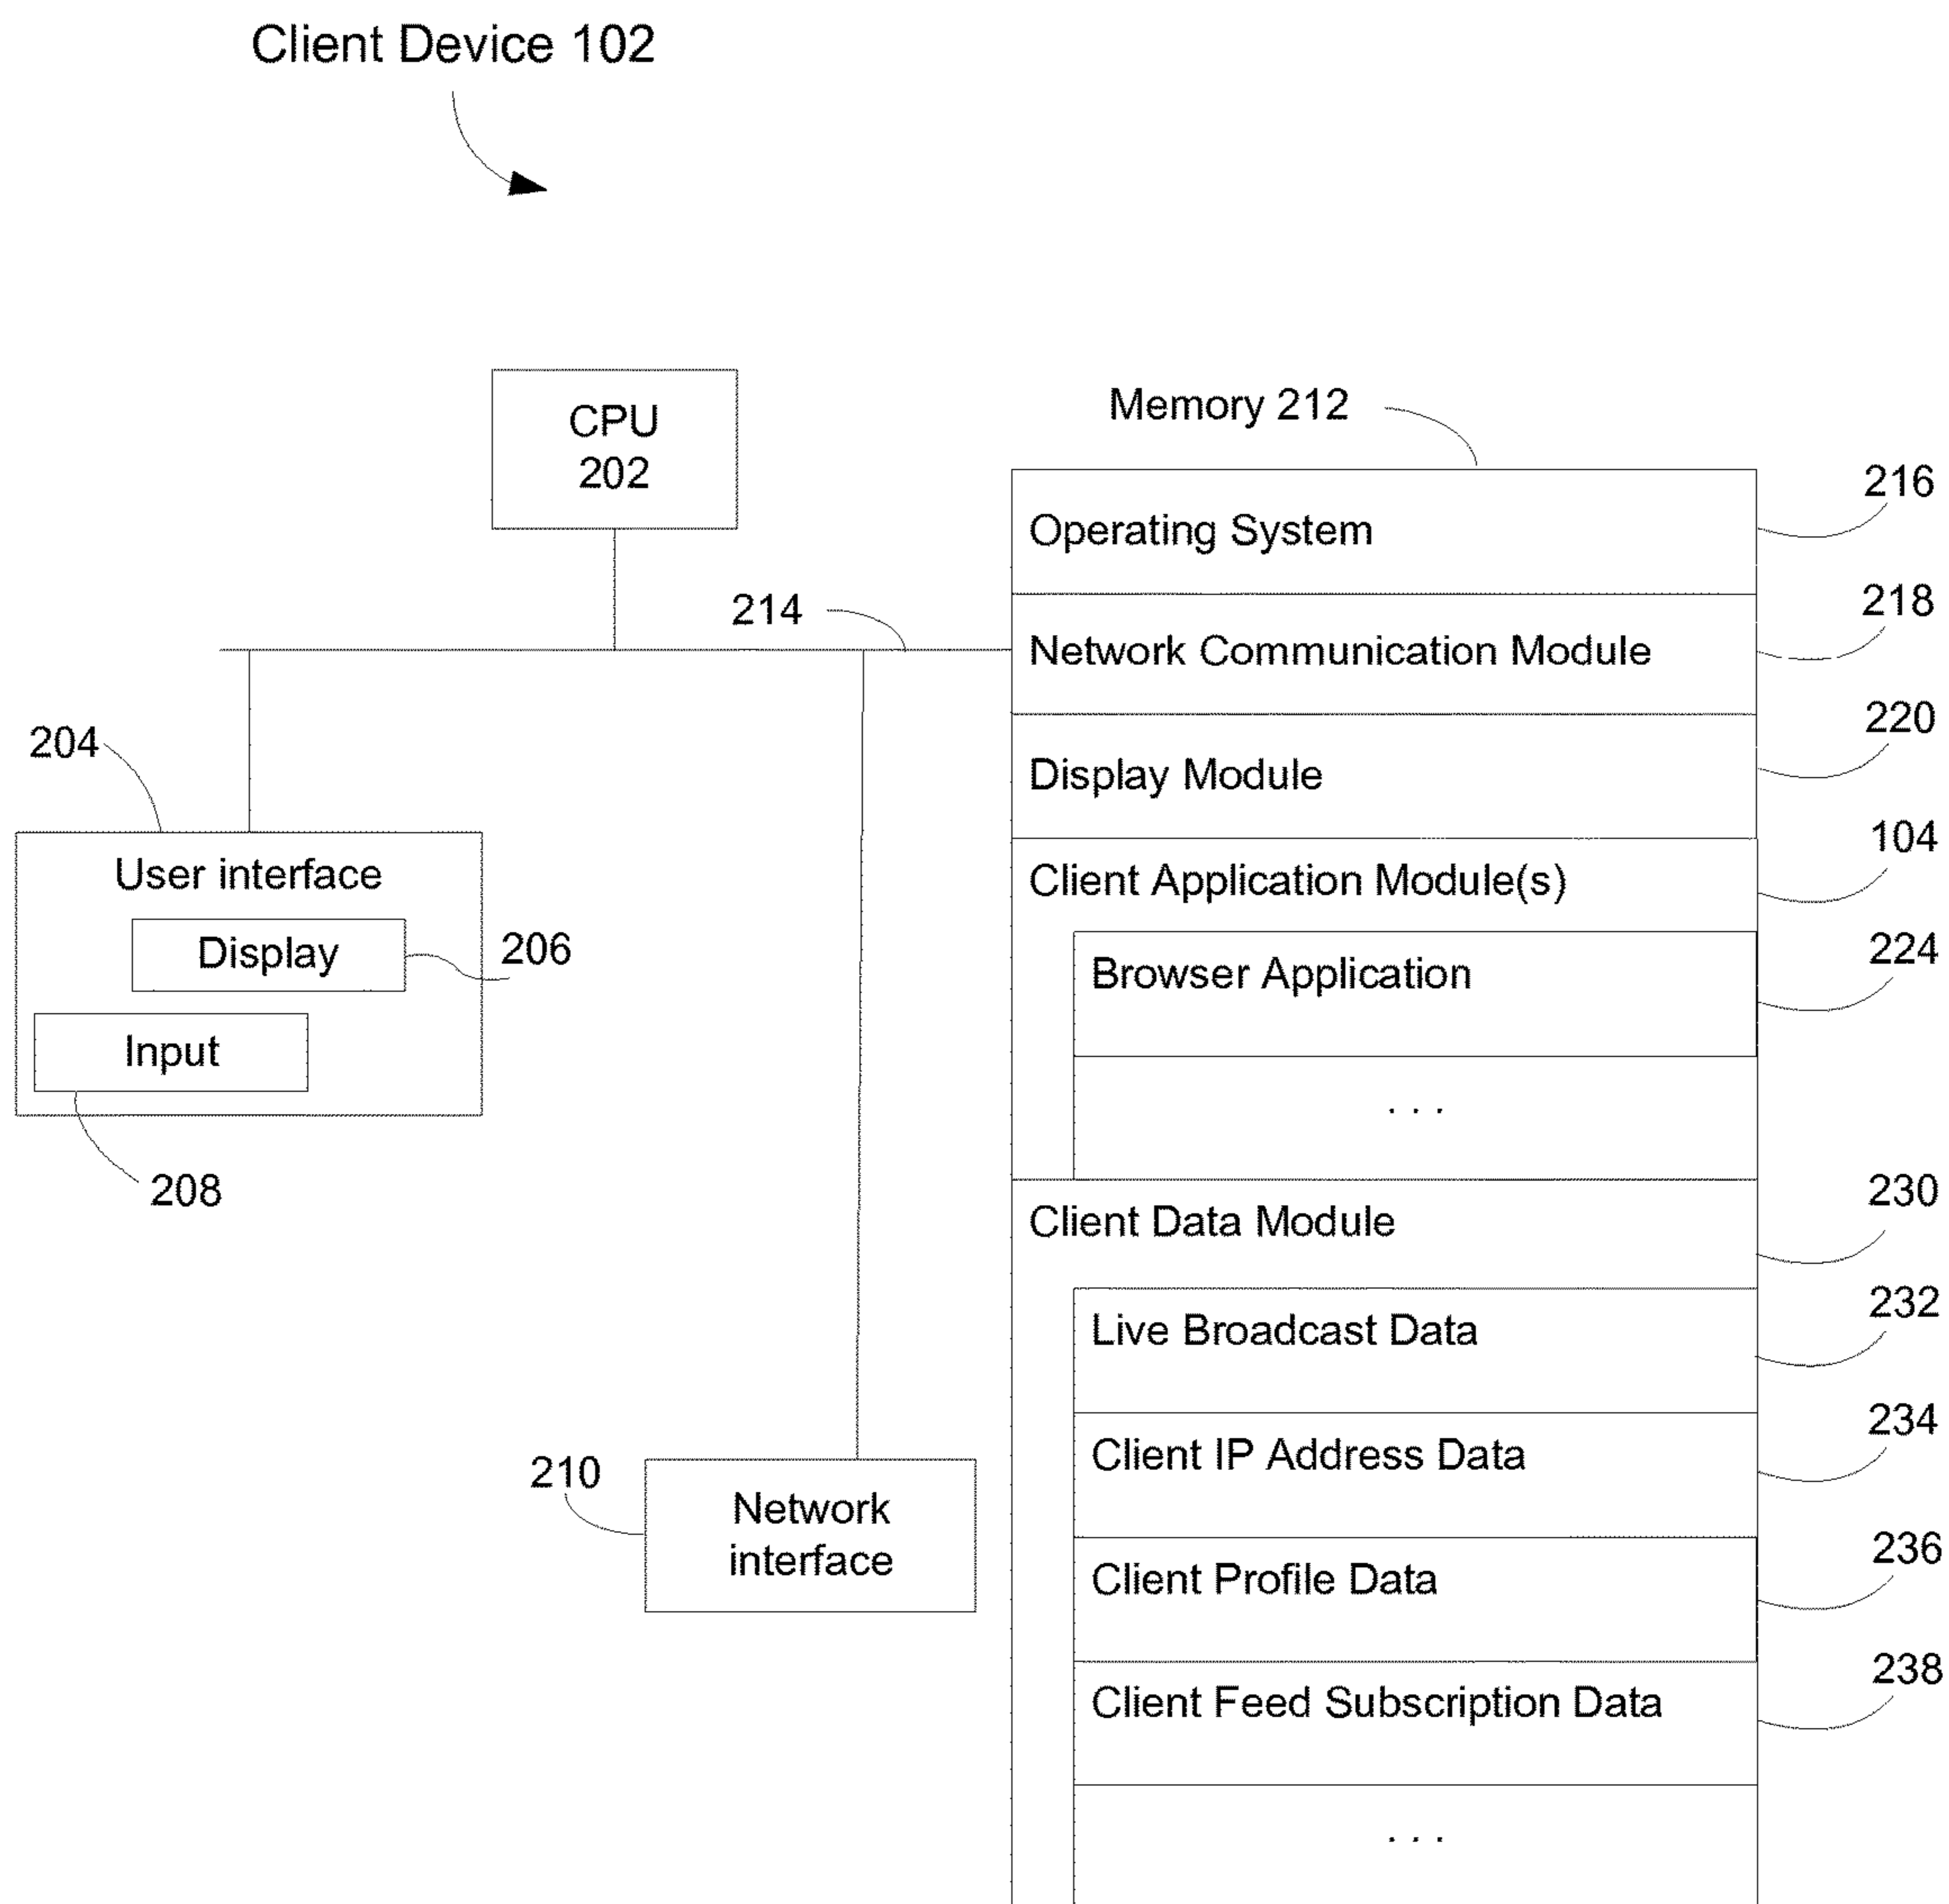 Client Device 102
CPU
202
Memory 212
216
Operating System
218
214
Network Communication Module
220
204
Display Module
104
User interface
Client Application Module(s)
Display
206
224
Browser Application
Input
. . .
208
230
Client Data Module
232
Live Broadcast Data
234
Client IP Address Data
210
Network
interface
236
Client Profile Data
238
Client Feed Subscription Data
. . .